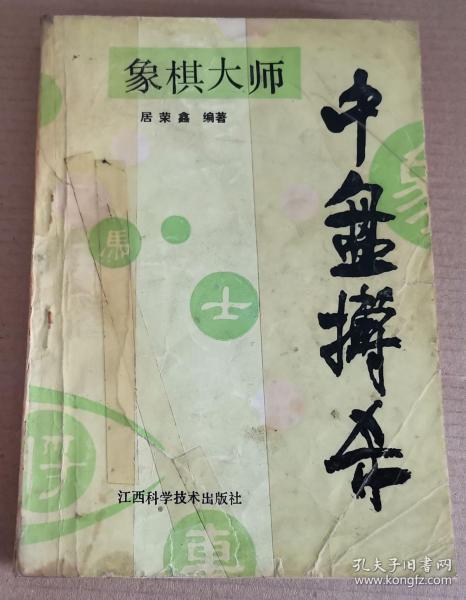 象棋大师
居荣鑫 编著
中盘搏杀
馬
士
車
江西科学技术出版社
孔夫子旧书网
www.kongfz.com